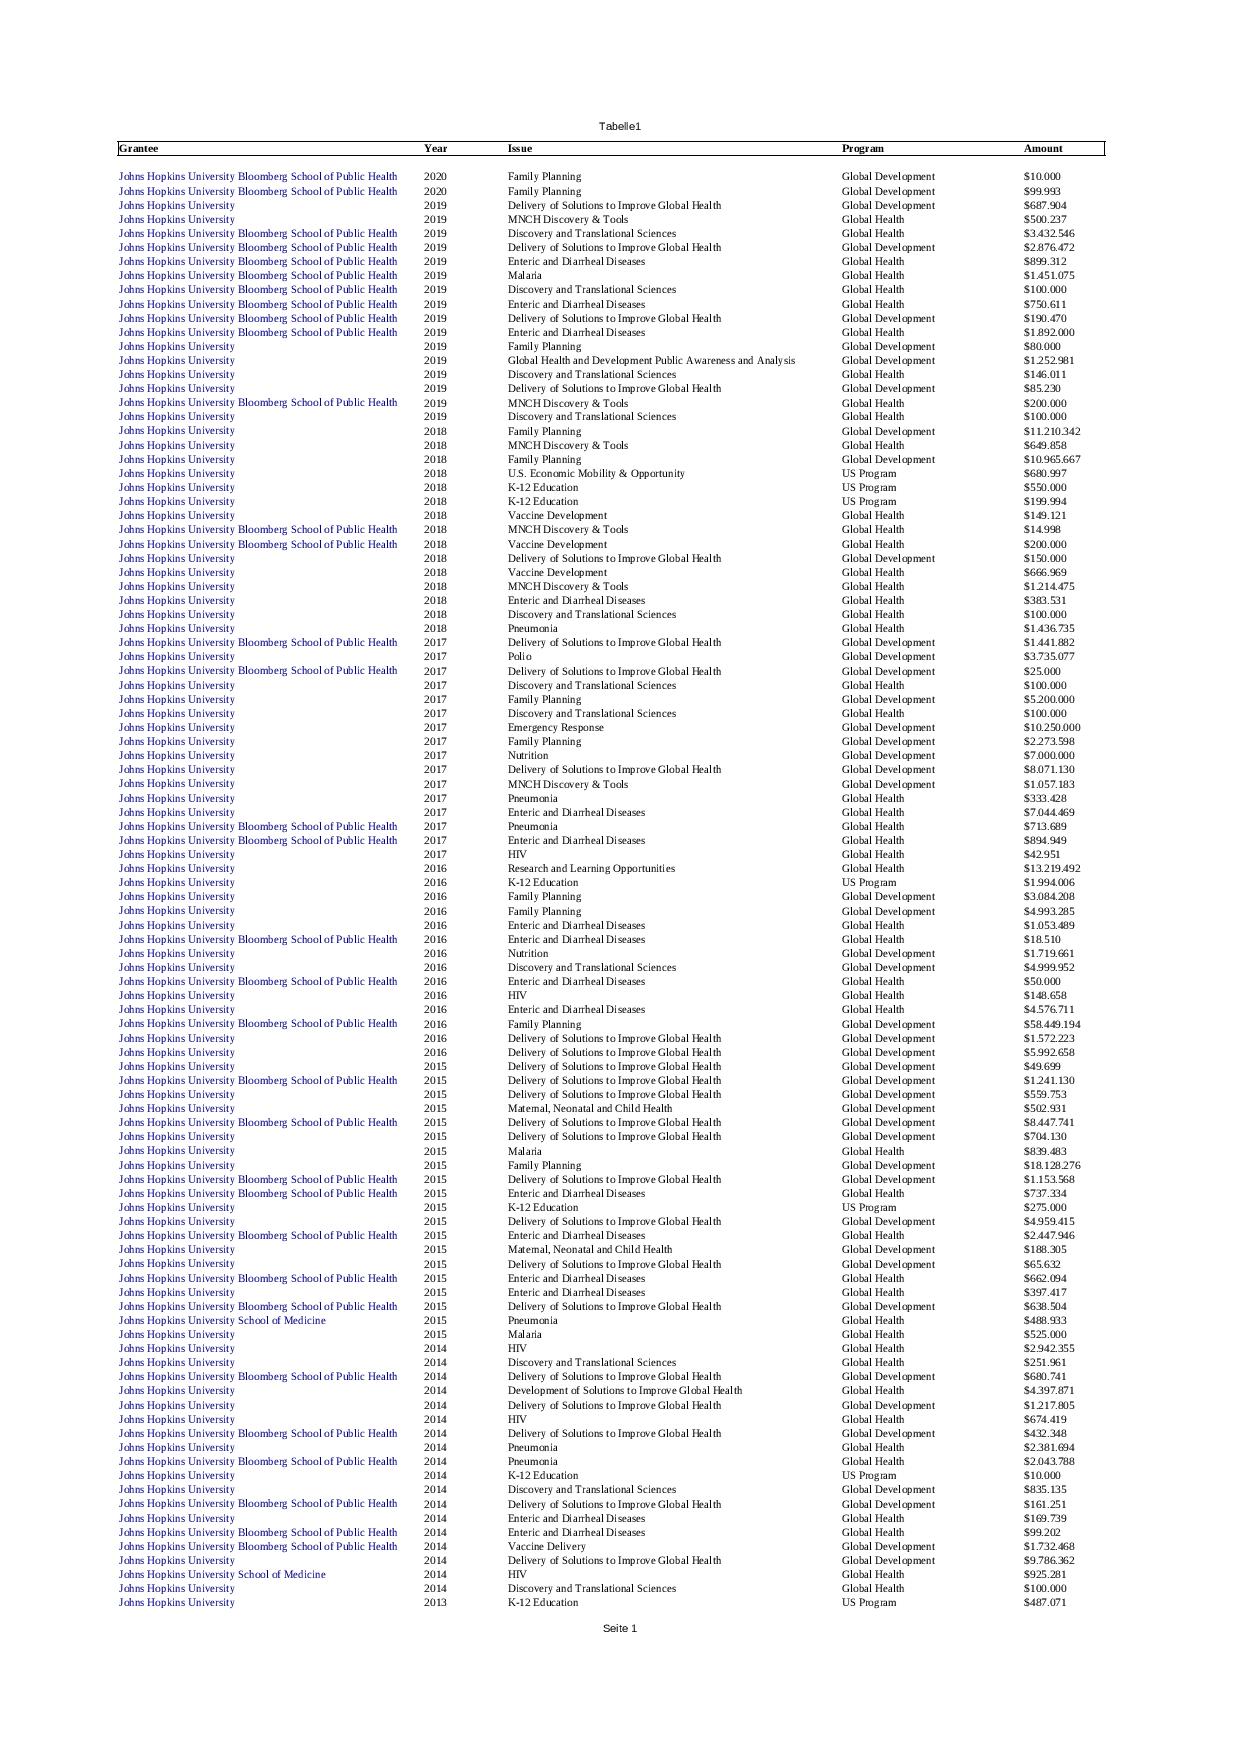 Tabelle1
Grantee Year Issue Program Amount
Johns Hopkins University Bloomberg School of Public Health 2020 Family Planning Global Development $10.000
Johns Hopkins University Bloomberg School of Public Health 2020 Family Planning Global Development $99.993
Johns Hopkins University 2019 Delivery of Solutions to Improve Global Health Global Development $687.904
Johns Hopkins University 2019 MNCH Discovery & Tools Global Health $500.237
Johns Hopkins University Bloomberg School of Public Health 2019 Discovery and Translational Sciences Global Health $3.432.546
Johns Hopkins University Bloomberg School of Public Health 2019 Delivery of Solutions to Improve Global Health Global Development $2.876.472
Johns Hopkins University Bloomberg School of Public Health 2019 Enteric and Diarrheal Diseases Global Health $899.312
Johns Hopkins University Bloomberg School of Public Health 2019 Malaria Global Health $1.451.075
Johns Hopkins University Bloomberg School of Public Health 2019 Discovery and Translational Sciences Global Health $100.000
Johns Hopkins University Bloomberg School of Public Health 2019 Enteric and Diarrheal Diseases Global Health $750.611
Johns Hopkins University Bloomberg School of Public Health 2019 Delivery of Solutions to Improve Global Health Global Development $190.470
Johns Hopkins University Bloomberg School of Public Health 2019 Enteric and Diarrheal Diseases Global Health $1.892.000
Johns Hopkins University 2019 Family Planning Global Development $80.000
Johns Hopkins University 2019 Global Health and Development Public Awareness and Analysis Global Development $1.252.981
Johns Hopkins University 2019 Discovery and Translational Sciences Global Health $146.011
Johns Hopkins University 2019 Delivery of Solutions to Improve Global Health Global Development $85.230
Johns Hopkins University Bloomberg School of Public Health 2019 MNCH Discovery & Tools Global Health $200.000
Johns Hopkins University 2019 Discovery and Translational Sciences Global Health $100.000
Johns Hopkins University 2018 Family Planning Global Development $11.210.342
Johns Hopkins University 2018 MNCH Discovery & Tools Global Health $649.858
Johns Hopkins University 2018 Family Planning Global Development $10.965.667
Johns Hopkins University 2018 U.S. Economic Mobility & Opportunity US Program $680.997
Johns Hopkins University 2018 K-12 Education US Program $550.000
Johns Hopkins University 2018 K-12 Education US Program $199.994
Johns Hopkins University 2018 Vaccine Development Global Health $149.121
Johns Hopkins University Bloomberg School of Public Health 2018 MNCH Discovery & Tools Global Health $14.998
Johns Hopkins University Bloomberg School of Public Health 2018 Vaccine Development Global Health $200.000
Johns Hopkins University 2018 Delivery of Solutions to Improve Global Health Global Development $150.000
Johns Hopkins University 2018 Vaccine Development Global Health $666.969
Johns Hopkins University 2018 MNCH Discovery & Tools Global Health $1.214.475
Johns Hopkins University 2018 Enteric and Diarrheal Diseases Global Health $383.531
Johns Hopkins University 2018 Discovery and Translational Sciences Global Health $100.000
Johns Hopkins University 2018 Pneumonia Global Health $1.436.735
Johns Hopkins University Bloomberg School of Public Health 2017 Delivery of Solutions to Improve Global Health Global Development $1.441.882
Johns Hopkins University 2017 Polio Global Development $3.735.077
Johns Hopkins University Bloomberg School of Public Health 2017 Delivery of Solutions to Improve Global Health Global Development $25.000
Johns Hopkins University 2017 Discovery and Translational Sciences Global Health $100.000
Johns Hopkins University 2017 Family Planning Global Development $5.200.000
Johns Hopkins University 2017 Discovery and Translational Sciences Global Health $100.000
Johns Hopkins University 2017 Emergency Response Global Development $10.250.000
Johns Hopkins University 2017 Family Planning Global Development $2.273.598
Johns Hopkins University 2017 Nutrition Global Development $7.000.000
Johns Hopkins University 2017 Delivery of Solutions to Improve Global Health Global Development $8.071.130
Johns Hopkins University 2017 MNCH Discovery & Tools Global Development $1.057.183
Johns Hopkins University 2017 Pneumonia Global Health $333.428
Johns Hopkins University 2017 Enteric and Diarrheal Diseases Global Health $7.044.469
Johns Hopkins University Bloomberg School of Public Health 2017 Pneumonia Global Health $713.689
Johns Hopkins University Bloomberg School of Public Health 2017 Enteric and Diarrheal Diseases Global Health $894.949
Johns Hopkins University 2017 HIV Global Health $42.951
Johns Hopkins University 2016 Research and Learning Opportunities Global Health $13.219.492
Johns Hopkins University 2016 K-12 Education US Program $1.994.006
Johns Hopkins University 2016 Family Planning Global Development $3.084.208
Johns Hopkins University 2016 Family Planning Global Development $4.993.285
Johns Hopkins University 2016 Enteric and Diarrheal Diseases Global Health $1.053.489
Johns Hopkins University Bloomberg School of Public Health 2016 Enteric and Diarrheal Diseases Global Health $18.510
Johns Hopkins University 2016 Nutrition Global Development $1.719.661
Johns Hopkins University 2016 Discovery and Translational Sciences Global Development $4.999.952
Johns Hopkins University Bloomberg School of Public Health 2016 Enteric and Diarrheal Diseases Global Health $50.000
Johns Hopkins University 2016 HIV Global Health $148.658
Johns Hopkins University 2016 Enteric and Diarrheal Diseases Global Health $4.576.711
Johns Hopkins University Bloomberg School of Public Health 2016 Family Planning Global Development $58.449.194
Johns Hopkins University 2016 Delivery of Solutions to Improve Global Health Global Development $1.572.223
Johns Hopkins University 2016 Delivery of Solutions to Improve Global Health Global Development $5.992.658
Johns Hopkins University 2015 Delivery of Solutions to Improve Global Health Global Development $49.699
Johns Hopkins University Bloomberg School of Public Health 2015 Delivery of Solutions to Improve Global Health Global Development $1.241.130
Johns Hopkins University 2015 Delivery of Solutions to Improve Global Health Global Development $559.753
Johns Hopkins University 2015 Maternal, Neonatal and Child Health Global Development $502.931
Johns Hopkins University Bloomberg School of Public Health 2015 Delivery of Solutions to Improve Global Health Global Development $8.447.741
Johns Hopkins University 2015 Delivery of Solutions to Improve Global Health Global Development $704.130
Johns Hopkins University 2015 Malaria Global Health $839.483
Johns Hopkins University 2015 Family Planning Global Development $18.128.276
Johns Hopkins University Bloomberg School of Public Health 2015 Delivery of Solutions to Improve Global Health Global Development $1.153.568
Johns Hopkins University Bloomberg School of Public Health 2015 Enteric and Diarrheal Diseases Global Health $737.334
Johns Hopkins University 2015 K-12 Education US Program $275.000
Johns Hopkins University 2015 Delivery of Solutions to Improve Global Health Global Development $4.959.415
Johns Hopkins University Bloomberg School of Public Health 2015 Enteric and Diarrheal Diseases Global Health $2.447.946
Johns Hopkins University 2015 Maternal, Neonatal and Child Health Global Development $188.305
Johns Hopkins University 2015 Delivery of Solutions to Improve Global Health Global Development $65.632
Johns Hopkins University Bloomberg School of Public Health 2015 Enteric and Diarrheal Diseases Global Health $662.094
Johns Hopkins University 2015 Enteric and Diarrheal Diseases Global Health $397.417
Johns Hopkins University Bloomberg School of Public Health 2015 Delivery of Solutions to Improve Global Health Global Development $638.504
Johns Hopkins University School of Medicine 2015 Pneumonia Global Health $488.933
Johns Hopkins University 2015 Malaria Global Health $525.000
Johns Hopkins University 2014 HIV Global Health $2.942.355
Johns Hopkins University 2014 Discovery and Translational Sciences Global Health $251.961
Johns Hopkins University Bloomberg School of Public Health 2014 Delivery of Solutions to Improve Global Health Global Development $680.741
Johns Hopkins University 2014 Development of Solutions to Improve Global Health Global Health $4.397.871
Johns Hopkins University 2014 Delivery of Solutions to Improve Global Health Global Development $1.217.805
Johns Hopkins University 2014 HIV Global Health $674.419
Johns Hopkins University Bloomberg School of Public Health 2014 Delivery of Solutions to Improve Global Health Global Development $432.348
Johns Hopkins University 2014 Pneumonia Global Health $2.381.694
Johns Hopkins University Bloomberg School of Public Health 2014 Pneumonia Global Health $2.043.788
Johns Hopkins University 2014 K-12 Education US Program $10.000
Johns Hopkins University 2014 Discovery and Translational Sciences Global Development $835.135
Johns Hopkins University Bloomberg School of Public Health 2014 Delivery of Solutions to Improve Global Health Global Development $161.251
Johns Hopkins University 2014 Enteric and Diarrheal Diseases Global Health $169.739
Johns Hopkins University Bloomberg School of Public Health 2014 Enteric and Diarrheal Diseases Global Health $99.202
Johns Hopkins University Bloomberg School of Public Health 2014 Vaccine Delivery Global Development $1.732.468
Johns Hopkins University 2014 Delivery of Solutions to Improve Global Health Global Development $9.786.362
Johns Hopkins University School of Medicine 2014 HIV Global Health $925.281
Johns Hopkins University 2014 Discovery and Translational Sciences Global Health $100.000
Johns Hopkins University 2013 K-12 Education US Program $487.071
Seite 1